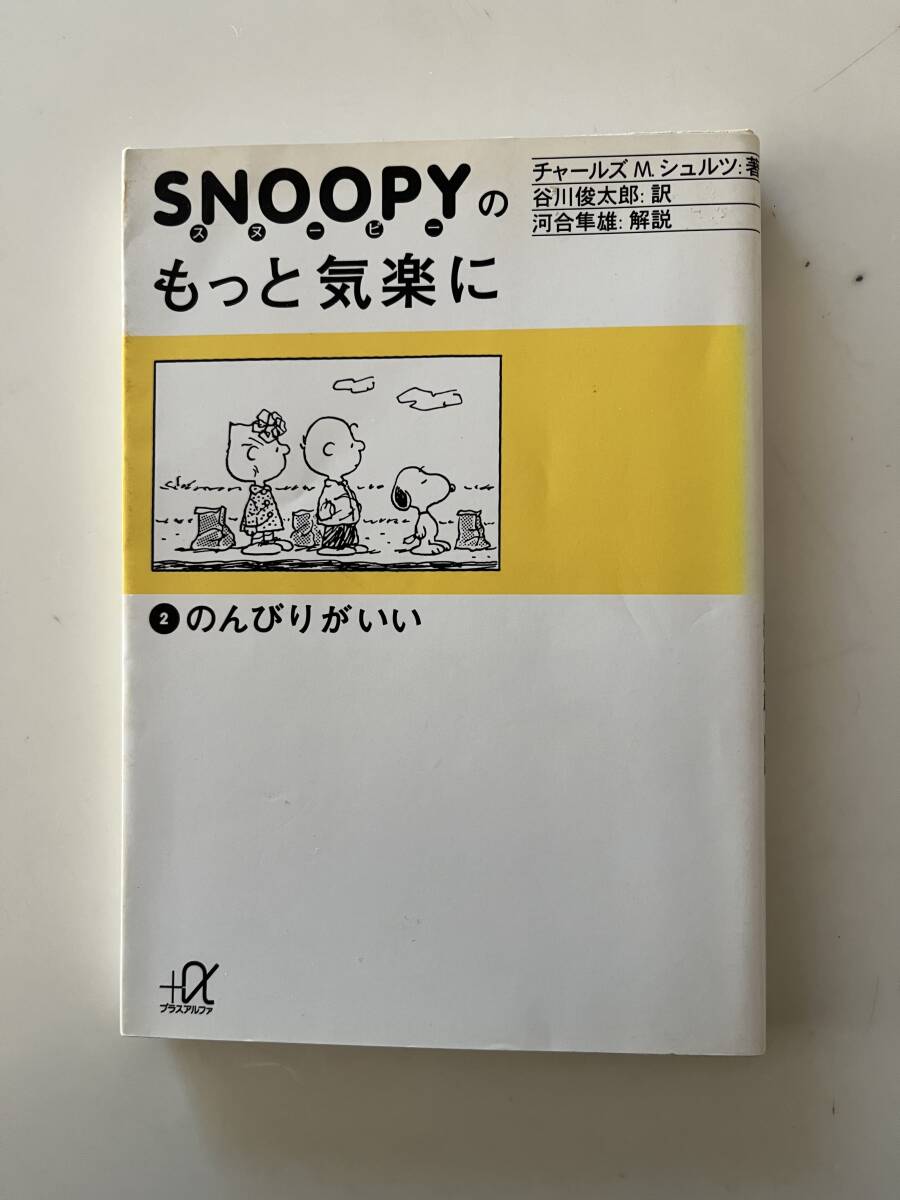 SNOOPYの
スヌーピー
もっと気楽に
チャールズ M. シュルツ: 著
谷川俊太郎: 訳
河合隼雄: 解説
2 のんびりがいい
+α
プラスアルファ